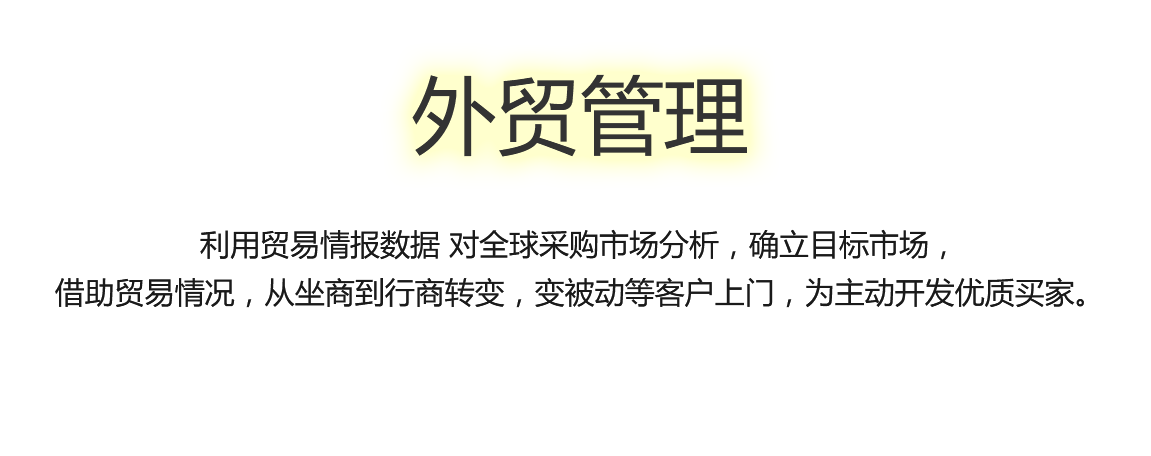 外贸管理
利用贸易情报数据 对全球采购市场分析，确立目标市场，
借助贸易情况，从坐商到行商转变，变被动等客户上门，为主动开发优质买家。